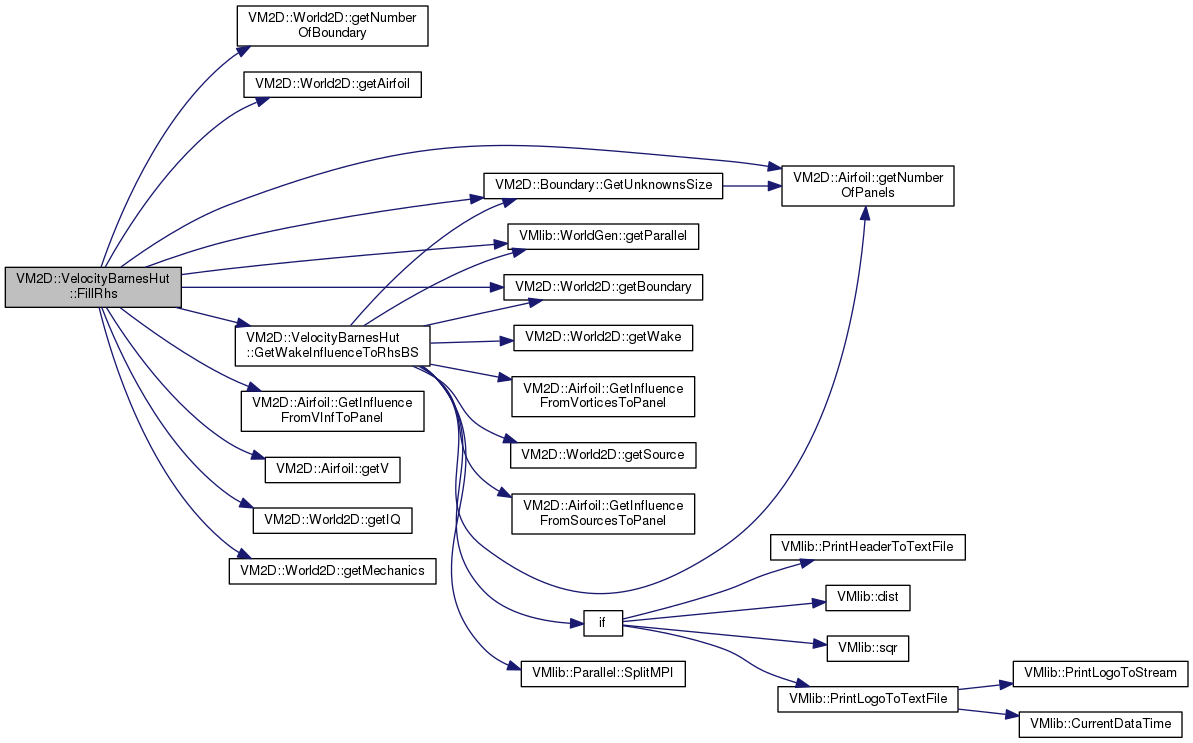 VM2D::World2D::getNumber
OfBoundary
VM2D::World2D::getAirfoil
VM2D::Airfoil::getNumber
OfPanels
VM2D::Boundary::GetUnknownsSize
VMlib::WorldGen::getParallel
VM2D::VelocityBarnesHut
::FillRhs
VM2D::World2D::getBoundary
VM2D::VelocityBarnesHut
::GetWakeInfluenceToRhsBS
VM2D::World2D::getWake
VM2D::Airfoil::GetInfluence
FromVorticesToPanel
VM2D::Airfoil::GetInfluence
FromVInfToPanel
VM2D::World2D::getSource
VM2D::Airfoil::getV
VM2D::Airfoil::GetInfluence
FromSourcesToPanel
VM2D::World2D::getIQ
VM2D::World2D::getMechanics
VMlib::PrintHeaderToTextFile
VMlib::dist
if
VMlib::sqr
VMlib::Parallel::SplitMPI
VMlib::PrintLogoToTextFile
VMlib::PrintLogoToStream
VMlib::CurrentDataTime